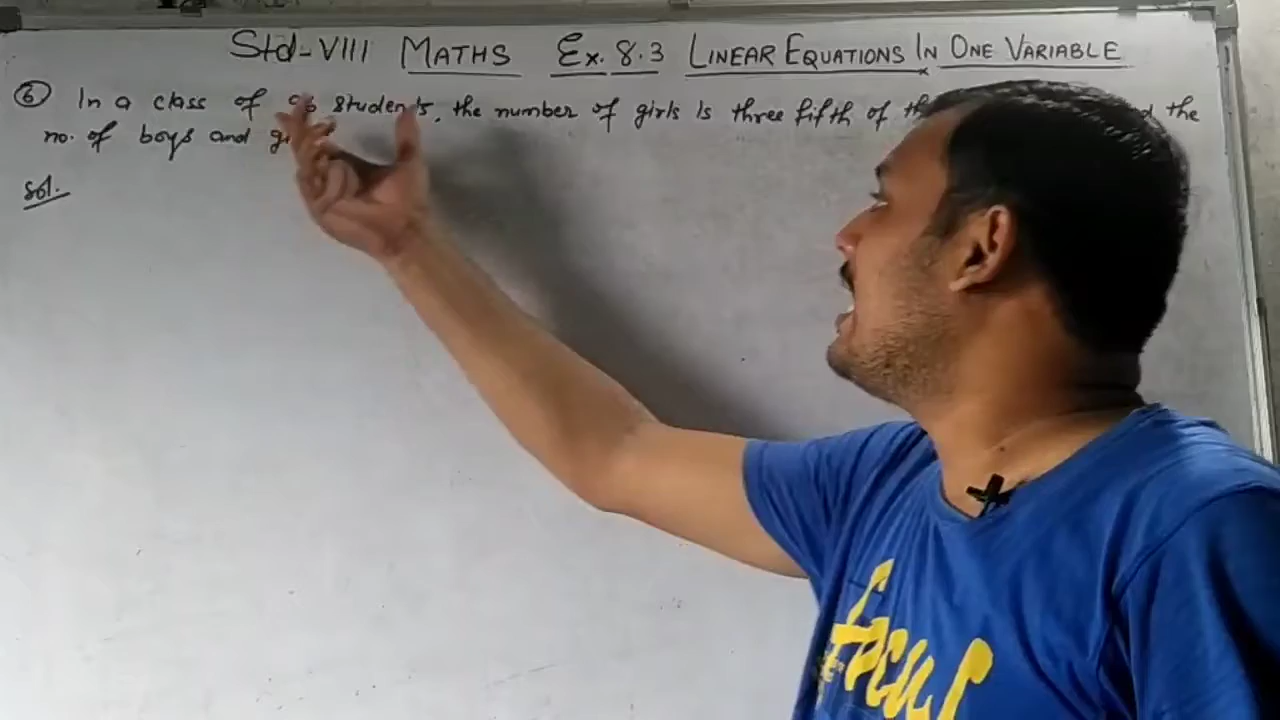 Std-VIII MATHS Ex. 8.3 LINEAR EQUATIONS IN ONE VARIABLE
⑥ In a class of students, the number of girls is three fifth of the
no. of boys and
Sol.
focus